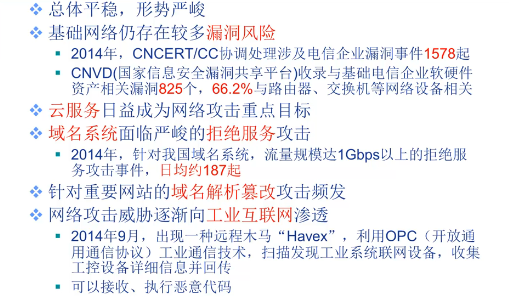 总体平稳，形势严峻
基础网络仍存在较多漏洞风险
2014年，CNCERT/CC协调处理涉及电信企业漏洞事件1578起
CNVD(国家信息安全漏洞共享平台)收录与基础电信企业软硬件
资产相关漏洞825个，66.2%与路由器、交换机等网络设备相关
云服务日益成为网络攻击重点目标
域名系统面临严峻的拒绝服务攻击
2014年，针对我国域名系统，流量规模达1Gbps以上的拒绝服
务攻击事件，日均约187起
针对重要网站的域名解析篡改攻击频发
网络攻击威胁逐渐向工业互联网渗透
2014年9月，出现一种远程木马“Havex”，利用OPC（开放通
用通信协议）工业通信技术，扫描发现工业系统联网设备，收集
工控设备详细信息并回传
可以接收、执行恶意代码